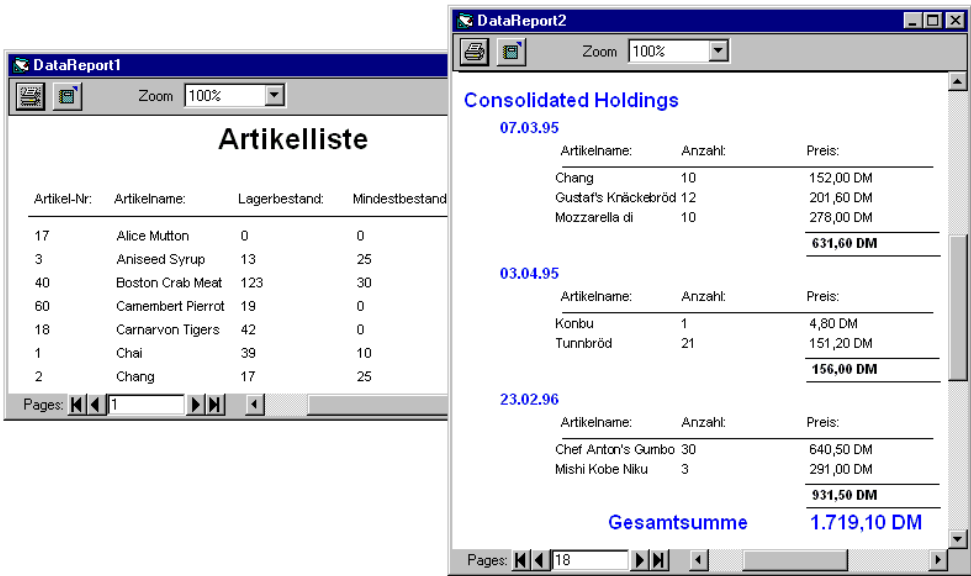 DataReport1
Zoom 100%
Artikelliste
Artikel-Nr: Artikelname: Lagerbestand: Mindestbestand
17 Alice Mutton 0 0
3 Aniseed Syrup 13 25
40 Boston Crab Meat 123 30
60 Camembert Pierrot 19 0
18 Carnarvon Tigers 42 0
1 Chai 39 10
2 Chang 17 25
Pages: 1
DataReport2
Zoom 100%
Consolidated Holdings
07.03.95
Artikelname: Anzahl: Preis:
Chang 10 152,00 DM
Gustaf's Knäckebröd 12 201,60 DM
Mozzarella di 10 278,00 DM
631,60 DM
03.04.95
Artikelname: Anzahl: Preis:
Konbu 1 4,80 DM
Tunnbröd 21 151,20 DM
156,00 DM
23.02.96
Artikelname: Anzahl: Preis:
Chef Anton's Gumbo 30 640,50 DM
Mishi Kobe Niku 3 291,00 DM
931,50 DM
Gesamtsumme 1.719,10 DM
Pages: 18